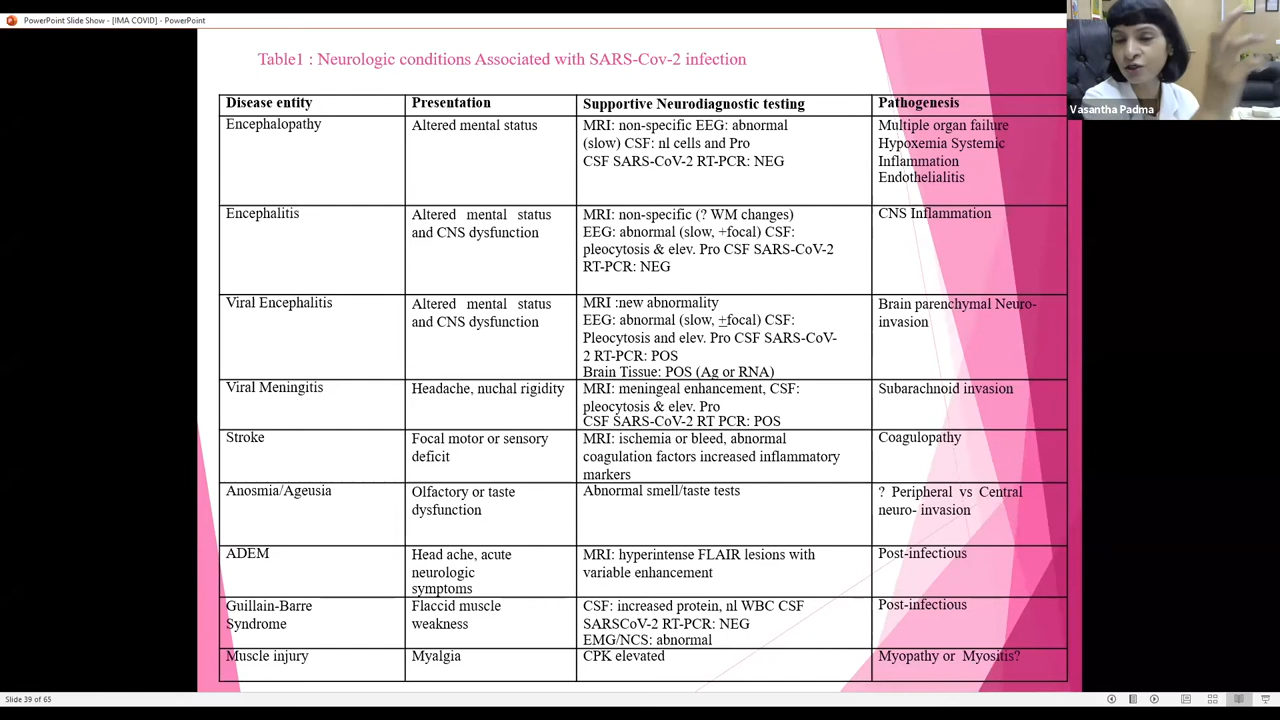 PowerPoint Slide Show - [IMA COVID] - PowerPoint
Vasantha Padma
Table1 : Neurologic conditions Associated with SARS-Cov-2 infection
Disease entity
Presentation
Supportive Neurodiagnostic testing
Pathogenesis
Encephalopathy
Altered mental status
MRI: non-specific EEG: abnormal
(slow) CSF: nl cells and Pro
CSF SARS-CoV-2 RT-PCR: NEG
Multiple organ failure
Hypoxemia Systemic
Inflammation
Endothelialitis
Encephalitis
Altered mental status
and CNS dysfunction
MRI: non-specific (? WM changes)
EEG: abnormal (slow, +focal) CSF:
pleocytosis & elev. Pro CSF SARS-CoV-2
RT-PCR: NEG
CNS Inflammation
Viral Encephalitis
Altered mental status
and CNS dysfunction
MRI :new abnormality
EEG: abnormal (slow, +focal) CSF:
Pleocytosis and elev. Pro CSF SARS-CoV-
2 RT-PCR: POS
Brain Tissue: POS (Ag or RNA)
Brain parenchymal Neuro-
invasion
Viral Meningitis
Headache, nuchal rigidity
MRI: meningeal enhancement, CSF:
pleocytosis & elev. Pro
CSF SARS-CoV-2 RT PCR: POS
Subarachnoid invasion
Stroke
Focal motor or sensory
deficit
MRI: ischemia or bleed, abnormal
coagulation factors increased inflammatory
markers
Coagulopathy
Anosmia/Ageusia
Olfactory or taste
dysfunction
Abnormal smell/taste tests
? Peripheral vs Central
neuro- invasion
ADEM
Head ache, acute
neurologic
symptoms
MRI: hyperintense FLAIR lesions with
variable enhancement
Post-infectious
Guillain-Barre
Syndrome
Flaccid muscle
weakness
CSF: increased protein, nl WBC CSF
SARSCoV-2 RT-PCR: NEG
EMG/NCS: abnormal
Post-infectious
Muscle injury
Myalgia
CPK elevated
Myopathy or Myositis?
Slide 39 of 65